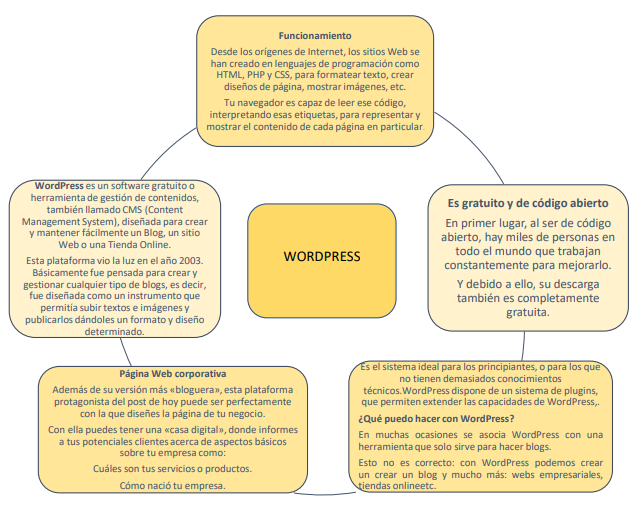 Funcionamiento
Desde los orígenes de Internet, los sitios Web se
han creado en lenguajes de programación como
HTML, PHP y CSS, para formatear texto, crear
diseños de página, mostrar imágenes, etc.
Tu navegador es capaz de leer ese código,
interpretando esas etiquetas, para representar y
mostrar el contenido de cada página en particular.
WordPress es un software gratuito o
herramienta de gestión de contenidos,
también llamado CMS (Content
Management System), diseñada para crear
y mantener fácilmente un Blog, un sitio
Web o una Tienda Online.
Esta plataforma vio la luz en el año 2003.
Básicamente fue pensada para crear y
gestionar cualquier tipo de blogs, es decir,
fue diseñada como un instrumento que
permitía subir textos e imágenes y
publicarlos dándoles un formato y diseño
determinado.
WORDPRESS
Es gratuito y de código abierto
En primer lugar, al ser de código
abierto, hay miles de personas en
todo el mundo que trabajan
constantemente para mejorarlo.
Y debido a ello, su descarga
también es completamente
gratuita.
Página Web corporativa
Además de su versión más «bloguera», esta plataforma
protagonista del post de hoy puede ser perfectamente
con la que diseñes la página de tu negocio.
Con ella puedes tener una «casa digital», donde informes
a tus potenciales clientes acerca de aspectos básicos
sobre tu empresa como:
Cuáles son tus servicios o productos.
Cómo nació tu empresa.
Es el sistema ideal para los principiantes, o para los que
no tienen demasiados conocimientos
técnicos.WordPress dispone de un sistema de plugins,
que permiten extender las capacidades de WordPress,.
¿Qué puedo hacer con WordPress?
En muchas ocasiones se asocia WordPress con una
herramienta que solo sirve para hacer blogs.
Esto no es correcto: con WordPress podemos crear
un crear un blog y mucho más: webs empresariales,
tiendas onlineetc.